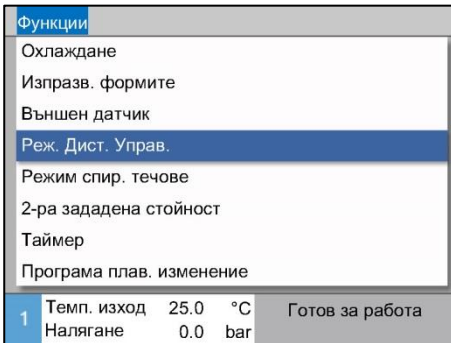 Функции
Охлаждане
Изпразв. формите
Външен датчик
Реж. Дист. Управ.
Режим спир. течове
2-ра зададена стойност
Таймер
Програма плав. изменение
1 Темп. изход 25.0 °C Готов за работа
Налягане 0.0 bar